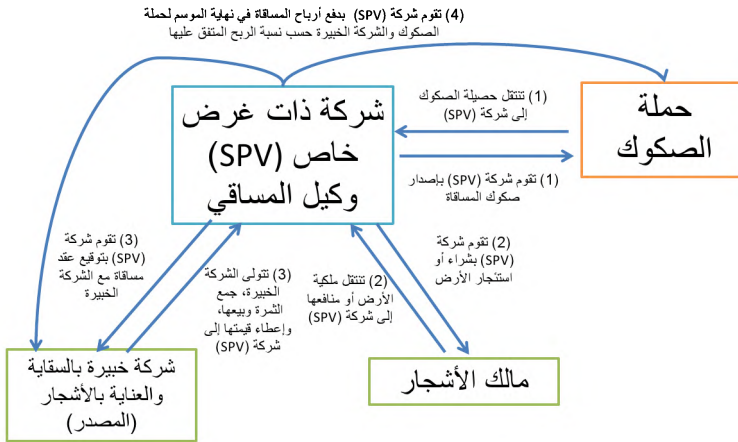 (4) تقوم شركة (SPV) بدفع أرباح المساقاة في نهاية الموسم لحملة
الصكوك والشركة الخبيرة حسب نسبة الربح المتفق عليها
حملة
الصكوك
(1) تنتقل حصيلة الصكوك
إلى شركة (SPV)
(1) تقوم شركة (SPV) بإصدار
صكوك المساقاة
شركة ذات غرض
خاص (SPV)
وكيل المساقي
(2) تقوم شركة
(SPV) بشراء أو
استئجار الأرض
(2) تنتقل ملكية
الأرض أو منافعها
إلى شركة (SPV)
(3) تتولى الشركة
الخبيرة، جمع
الثمرة وبيعها،
وإعطاء قيمتها إلى
شركة (SPV)
(3) تقوم شركة
(SPV) بتوقيع عقد
مساقاة مع الشركة
الخبيرة
مالك الأشجار
شركة خبيرة بالسقاية
والعناية بالأشجار
(المصدر)